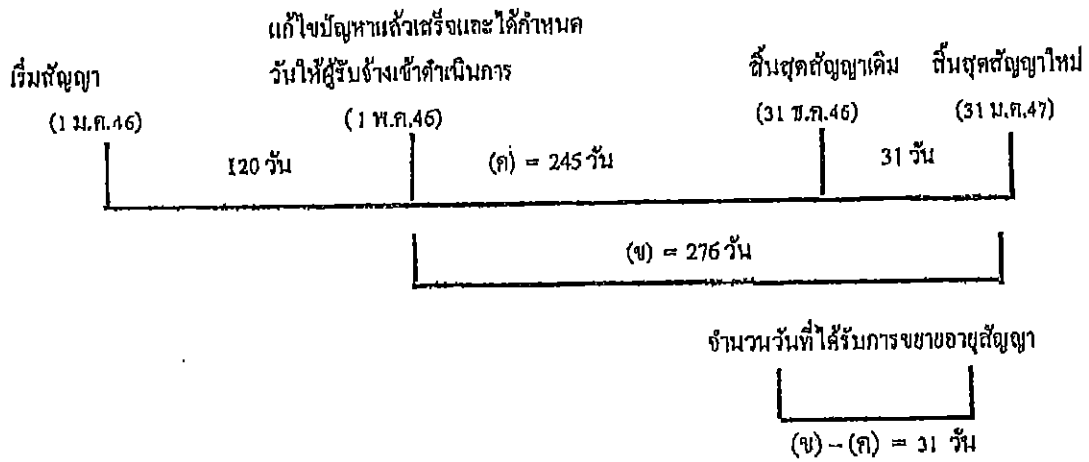 แก้ไขปัญหาแล้วเสร็จและได้กำหนด
วันให้ผู้รับจ้างเข้าดำเนินการ
เริ่มสัญญา
สิ้นสุดสัญญาเดิม
สิ้นสุดสัญญาใหม่
(1 ม.ค.46)
(1 พ.ค.46)
(31 ธ.ค.46)
(31 ม.ค.47)
120 วัน
(ค) = 245 วัน
31 วัน
(ข) = 276 วัน
จำนวนวันที่ได้รับการขยายอายุสัญญา
(ข) - (ค) = 31 วัน